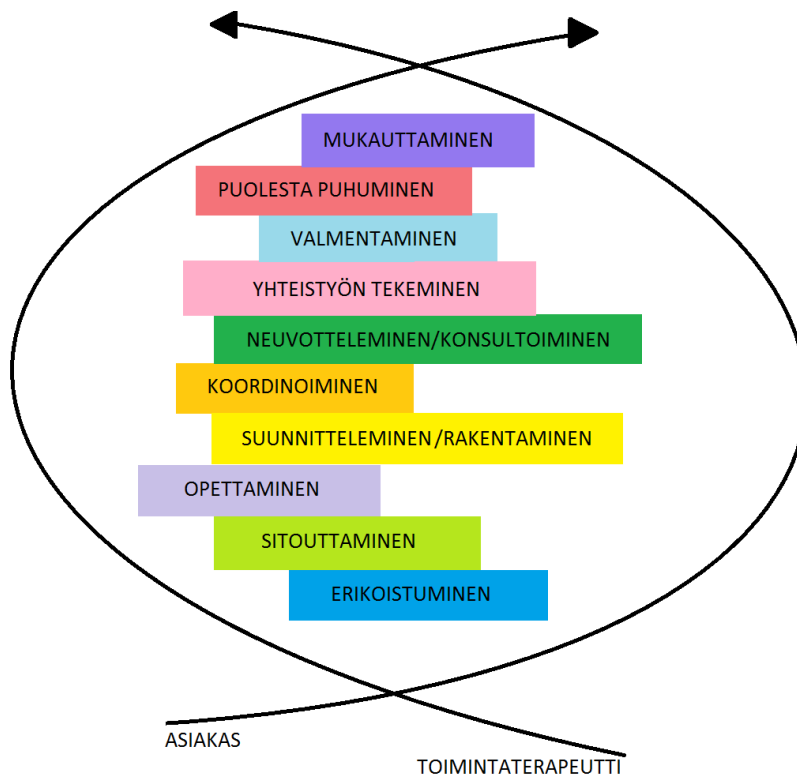 MUKAUTTAMINEN
PUOLESTA PUHUMINEN
VALMENTAMINEN
YHTEISTYÖN TEKEMINEN
NEUVOTTELEMINEN/KONSULTOIMINEN
KOORDINOIMINEN
SUUNNITTELEMINEN/RAKENTAMINEN
OPETTAMINEN
SITOUTTAMINEN
ERIKOISTUMINEN
ASIAKAS
TOIMINTATERAPEUTTI